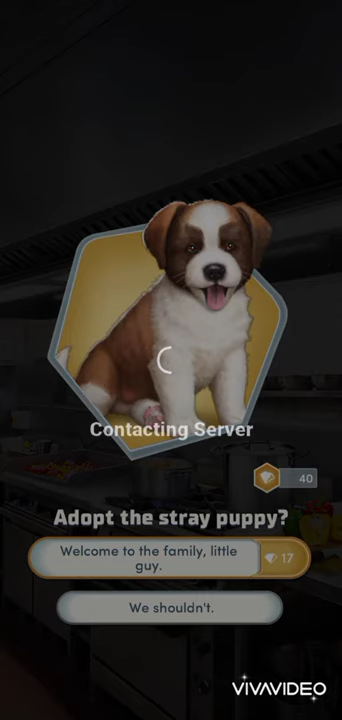 Contacting Server
40
Adopt the stray puppy?
Welcome to the family, little
guy.
17
We shouldn't.
VIVAVIDEO